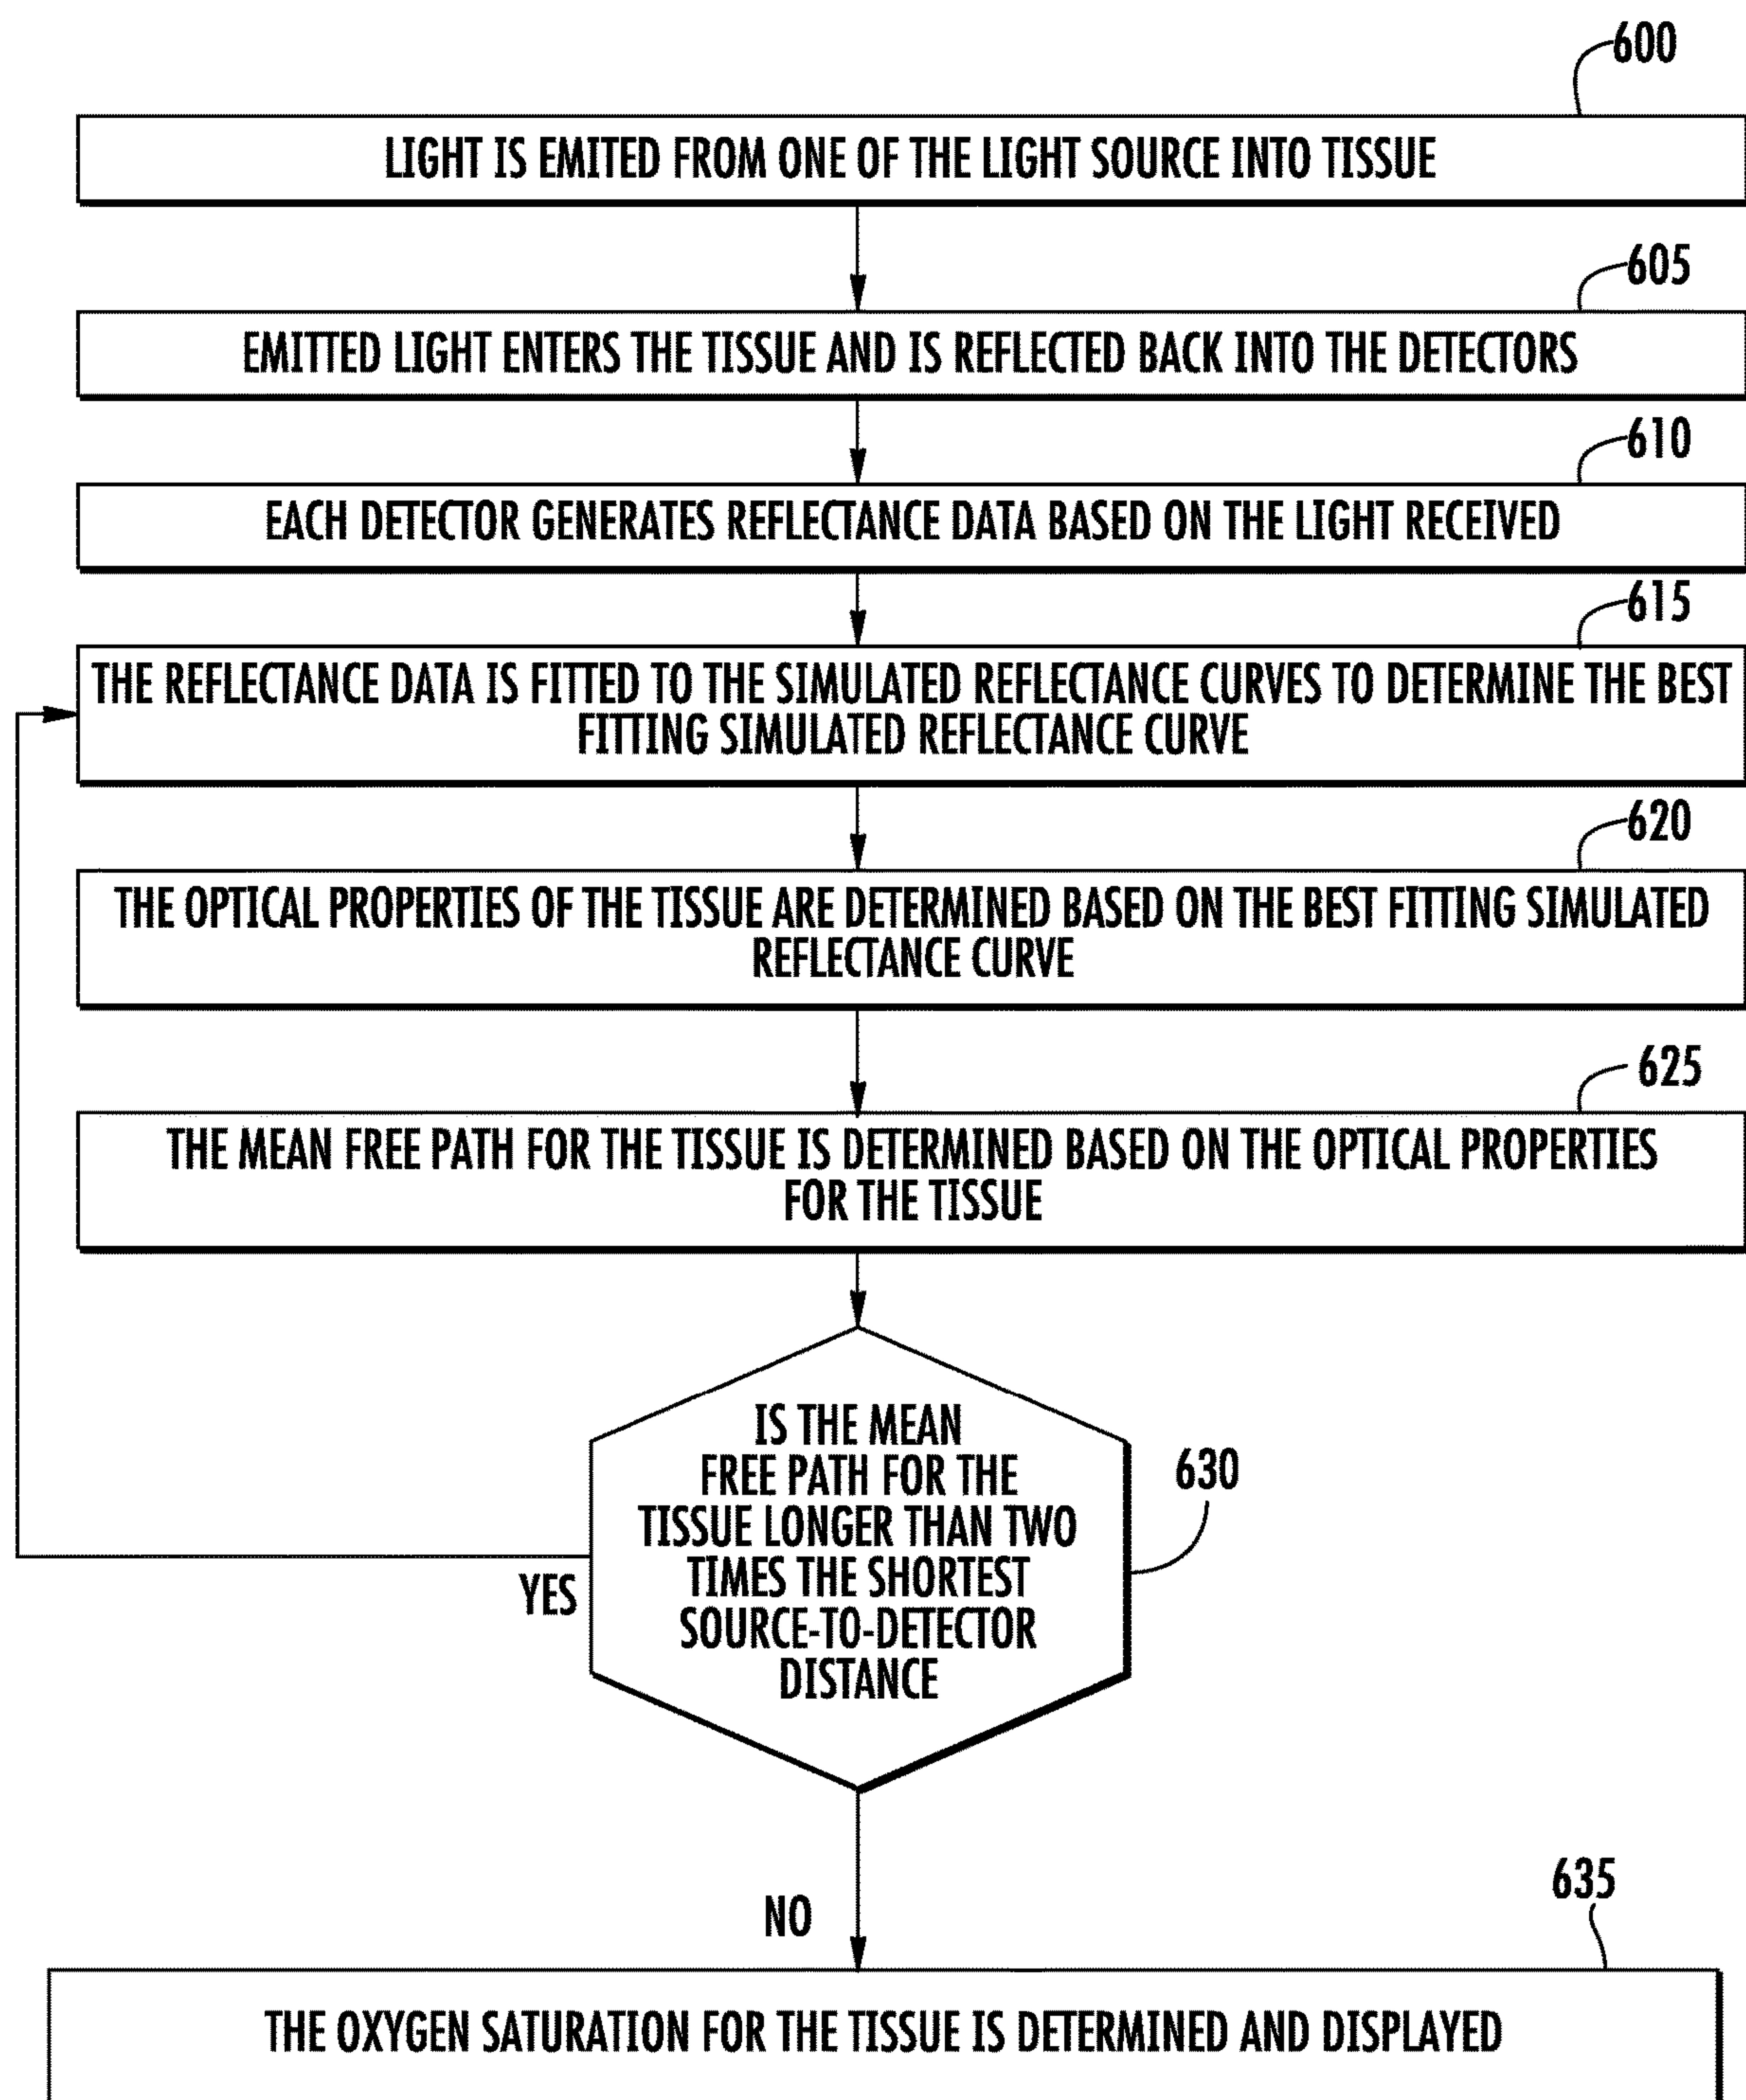 600
LIGHT IS EMITED FROM ONE OF THE LIGHT SOURCE INTO TISSUE
605
EMITTED LIGHT ENTERS THE TISSUE AND IS REFLECTED BACK INTO THE DETECTORS
610
EACH DETECTOR GENERATES REFLECTANCE DATA BASED ON THE LIGHT RECEIVED
615
THE REFLECTANCE DATA IS FITTED TO THE SIMULATED REFLECTANCE CURVES TO DETERMINE THE BEST
FITTING SIMULATED REFLECTANCE CURVE
620
THE OPTICAL PROPERTIES OF THE TISSUE ARE DETERMINED BASED ON THE BEST FITTING SIMULATED
REFLECTANCE CURVE
625
THE MEAN FREE PATH FOR THE TISSUE IS DETERMINED BASED ON THE OPTICAL PROPERTIES
FOR THE TISSUE
IS THE MEAN
FREE PATH FOR THE
TISSUE LONGER THAN TWO
TIMES THE SHORTEST
SOURCE-TO-DETECTOR
DISTANCE
630
YES
NO
635
THE OXYGEN SATURATION FOR THE TISSUE IS DETERMINED AND DISPLAYED